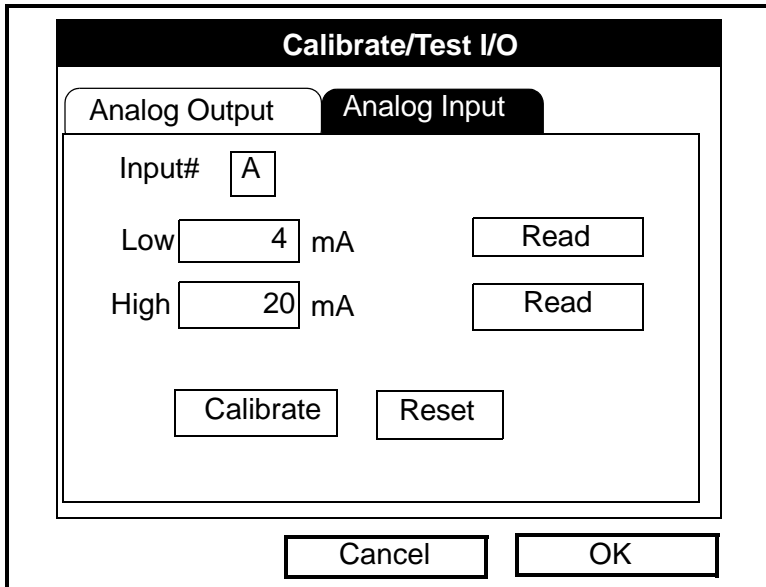 Calibrate/Test I/O
Analog Output Analog Input
Input# A
Low 4 mA Read
High 20 mA Read
Calibrate Reset
Cancel OK